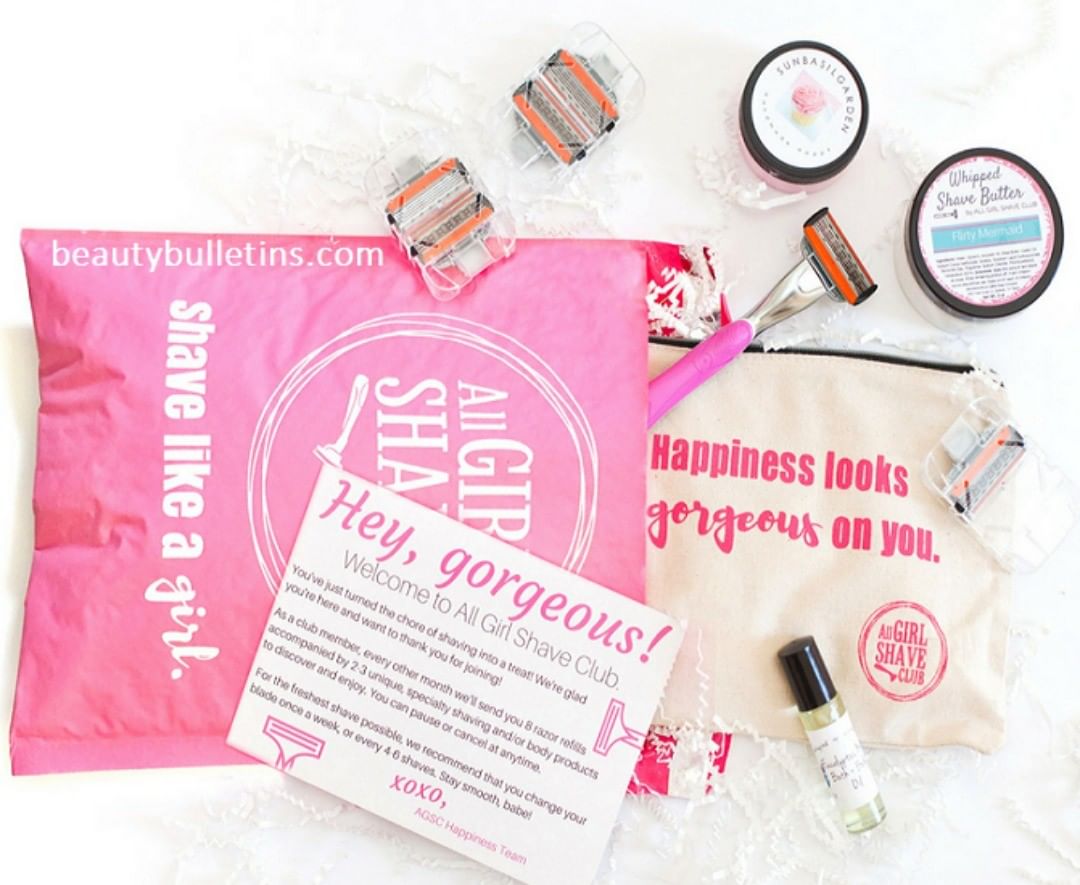 beautybulletins.com
shave like a girl.
All GIRL
SHA
Hey, gorgeous!
Welcome to All Girl Shave Club.
You've just turned the chore of shaving into a treat! We're glad
you're here and want to thank you for joining!
As a club member, every other month we'll send you 8 razor refills
accompanied by 2-3 unique, specialty shaving and/or body products
to discover and enjoy. You can pause or cancel at anytime.
For the freshest shave possible, we recommend that you change your
blade once a week, or every 4-6 shaves. Stay smooth, babe!
xoxo,
AGSC Happiness Team
SUNBASILGARDEN
Whipped
Shave Butter
by ALL GIRL SHAVE CLUB
Flirty Mermaid
Happiness looks
gorgeous on you.
All GIRL
SHAVE
CLUB